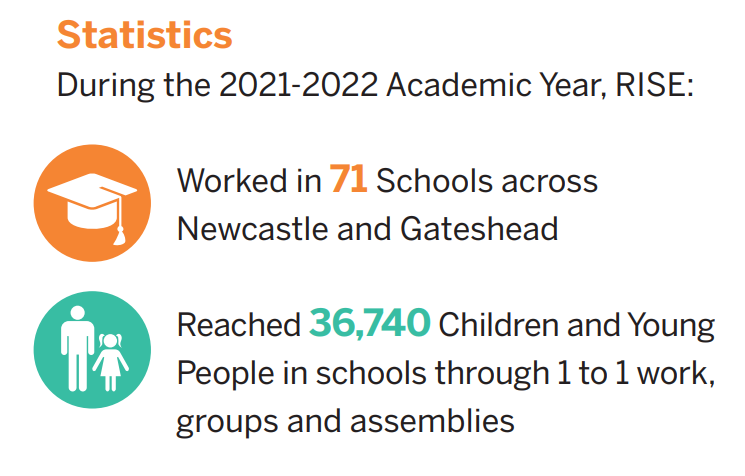 Statistics
During the 2021-2022 Academic Year, RISE:
Worked in 71 Schools across
Newcastle and Gateshead
Reached 36,740 Children and Young
People in schools through 1 to 1 work,
groups and assemblies